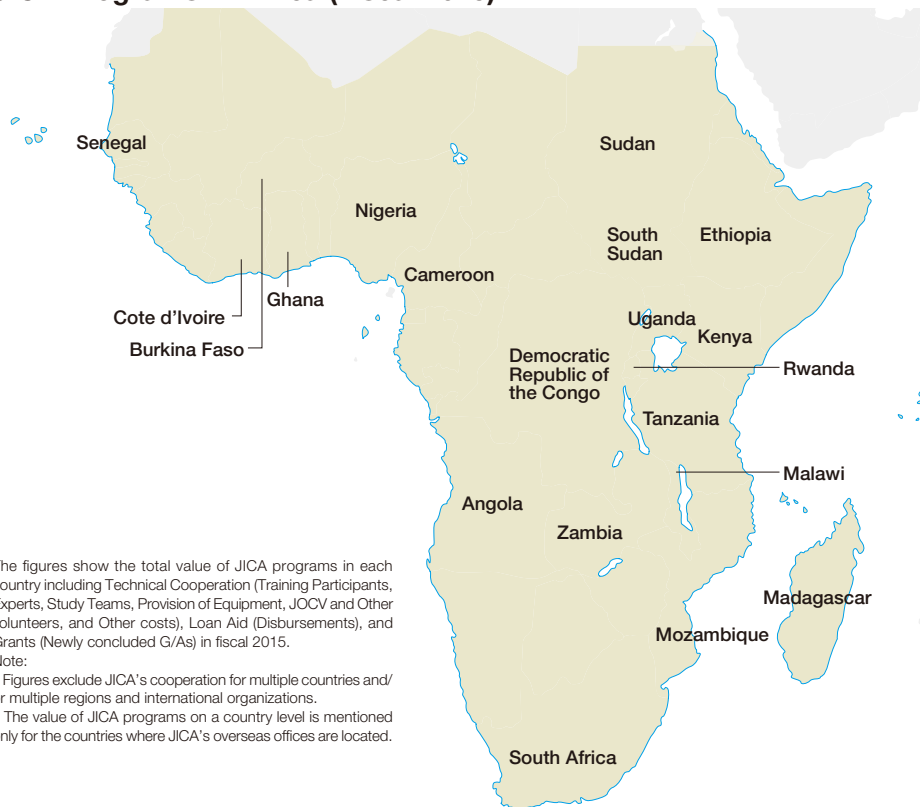 Senegal
Sudan
Nigeria
South
Sudan
Ethiopia
Cameroon
Ghana
Cote d’Ivoire
Uganda
Kenya
Burkina Faso
Democratic
Republic of
the Congo
Rwanda
Tanzania
Malawi
Angola
Zambia
Madagascar
Mozambique
South Africa
The figures show the total value of JICA programs in each
country including Technical Cooperation (Training Participants,
Experts, Study Teams, Provision of Equipment, JOCV and Other
Volunteers, and Other costs), Loan Aid (Disbursements), and
Grants (Newly concluded G/As) in fiscal 2015.
Note:
Figures exclude JICA’s cooperation for multiple countries and/
or multiple regions and international organizations.
The value of JICA programs on a country level is mentioned
only for the countries where JICA’s overseas offices are located.